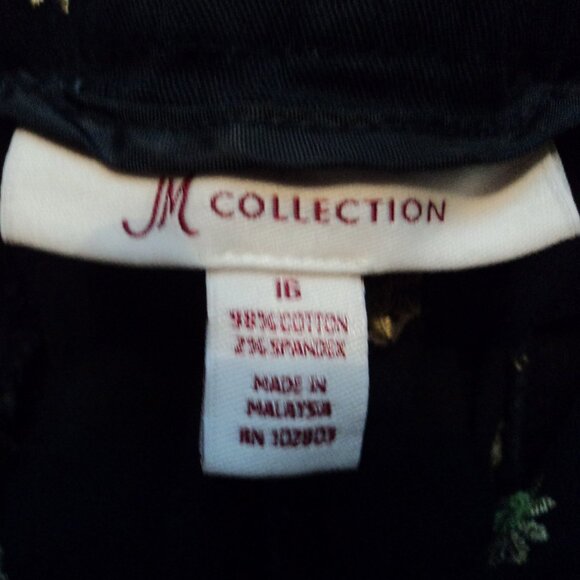 JM COLLECTION
16
98% COTTON
2% SPANDEX
MADE IN
MALAYSIA
RN 102807